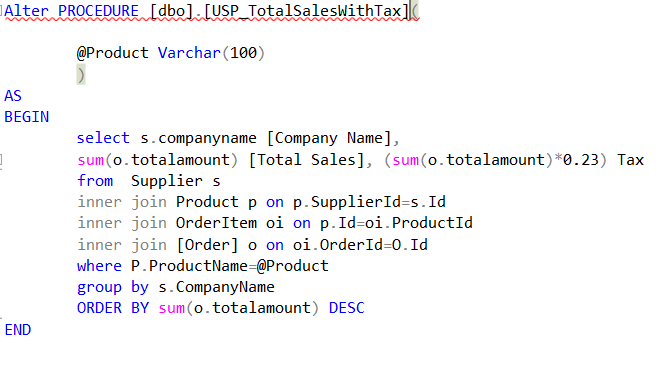 Alter PROCEDURE [dbo].[USP_TotalSalesWithTax](
@Product Varchar(100)
)
AS
BEGIN
select s.companyname [Company Name],
sum(o.totalamount) [Total Sales], (sum(o.totalamount)*0.23) Tax
from  Supplier s
inner join Product p on p.SupplierId=s.Id
inner join OrderItem oi on p.Id=oi.ProductId
inner join [Order] o on oi.OrderId=O.Id
where P.ProductName=@Product
group by s.CompanyName
ORDER BY sum(o.totalamount) DESC
END